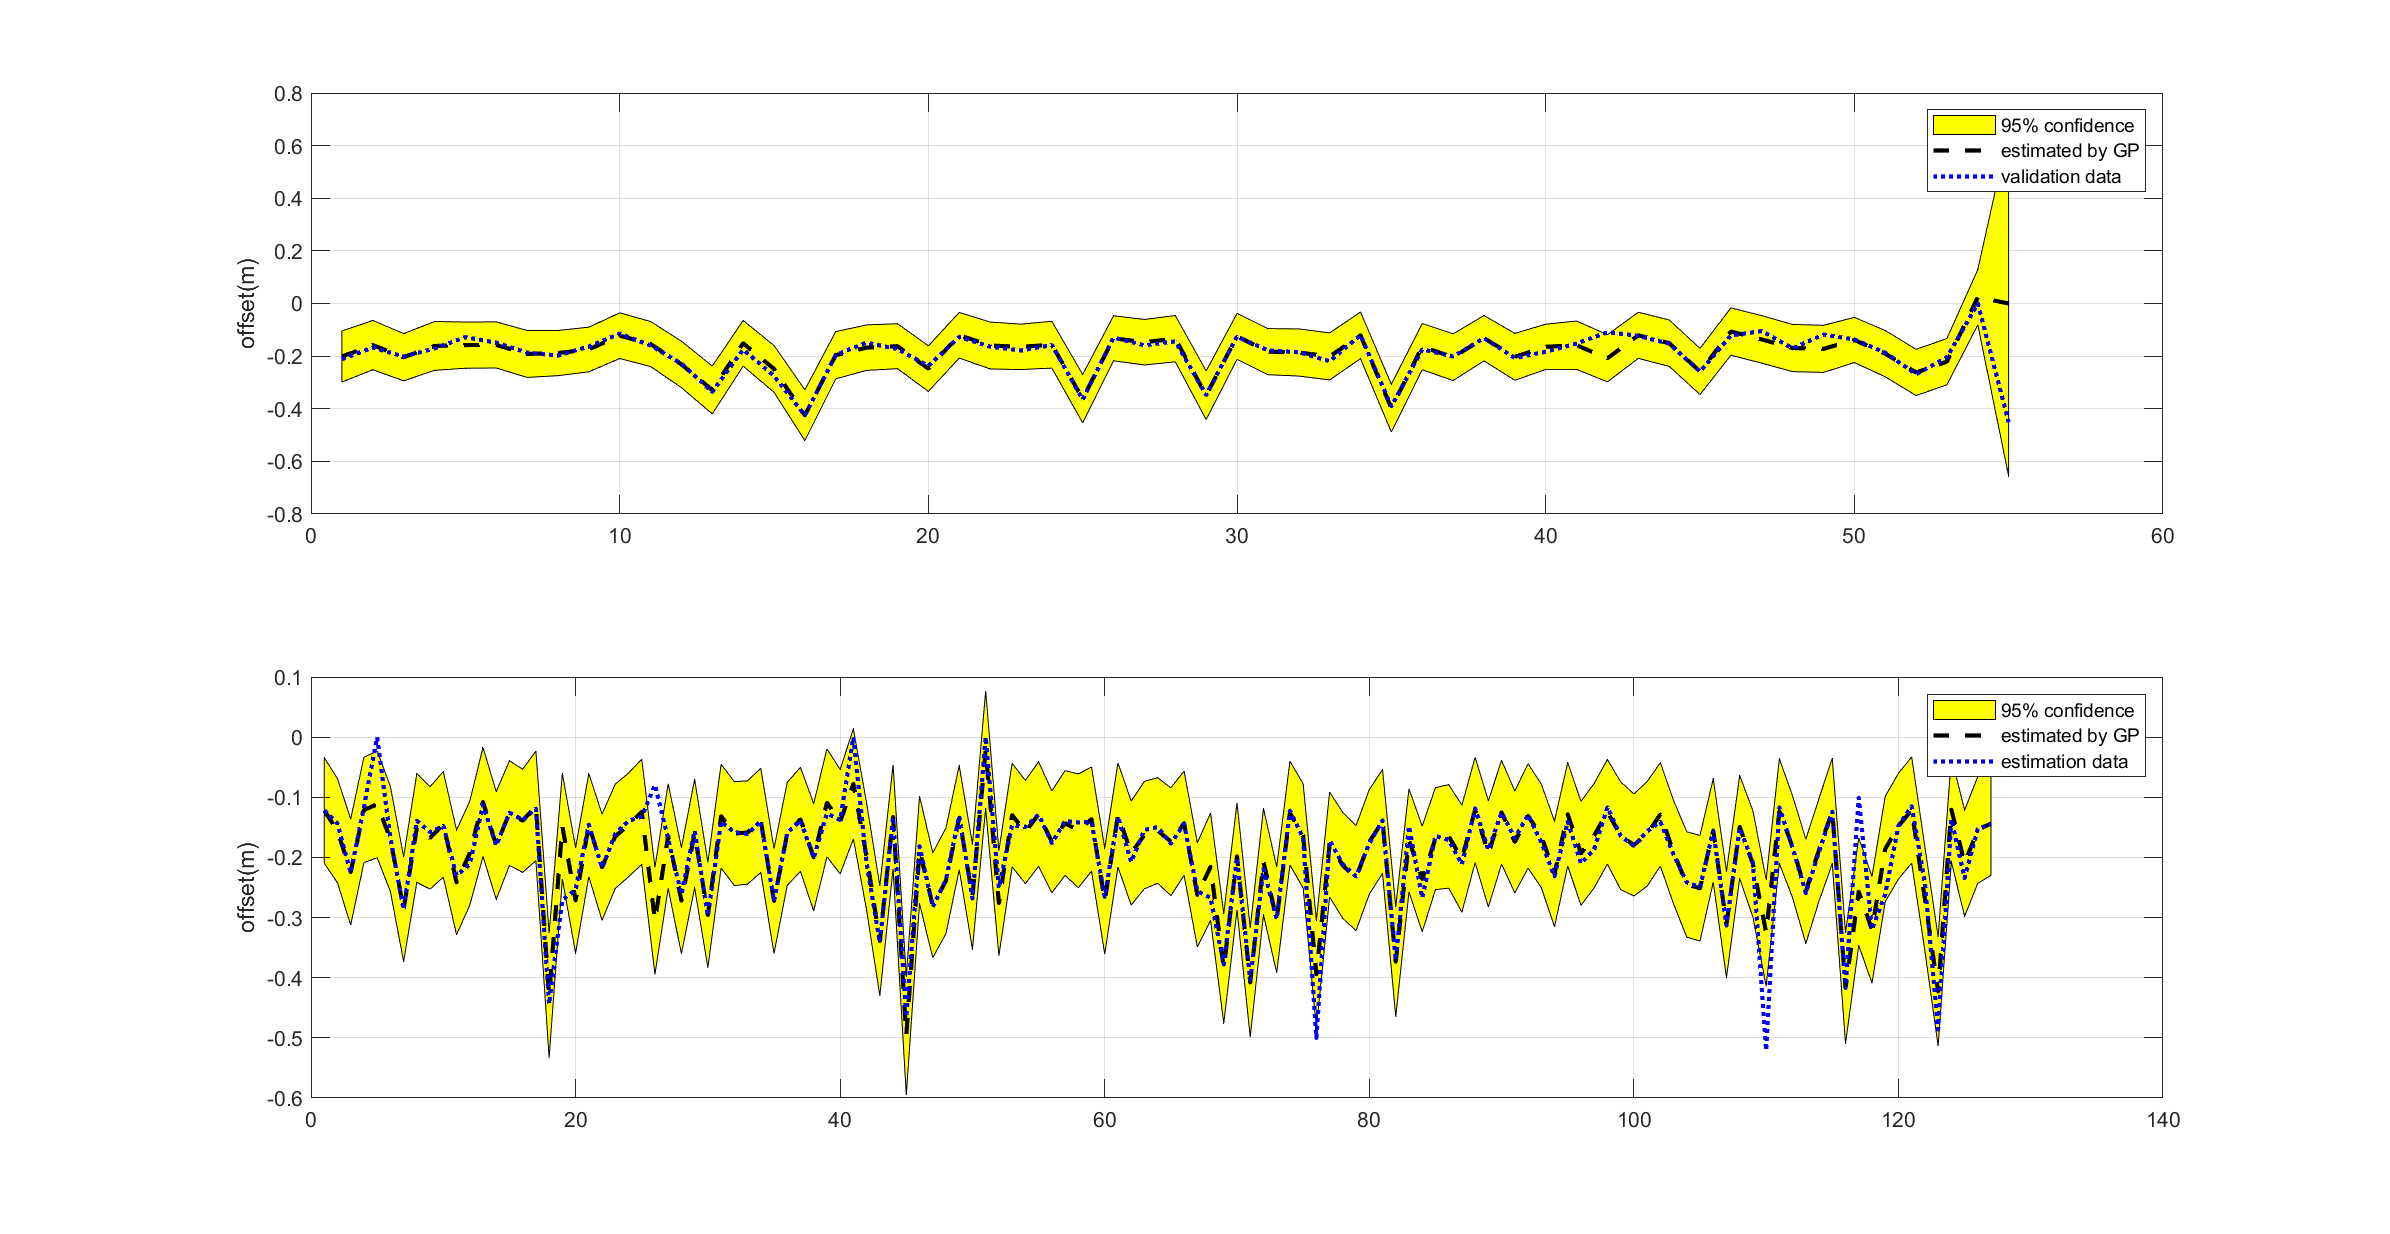 0.8
0.6
0.4
0.2
0
-0.2
-0.4
-0.6
-0.8
offset(m)
95% confidence
estimated by GP
validation data
0 10 20 30 40 50 60
0.1
0
-0.1
-0.2
-0.3
-0.4
-0.5
-0.6
offset(m)
95% confidence
estimated by GP
estimation data
0 20 40 60 80 100 120 140